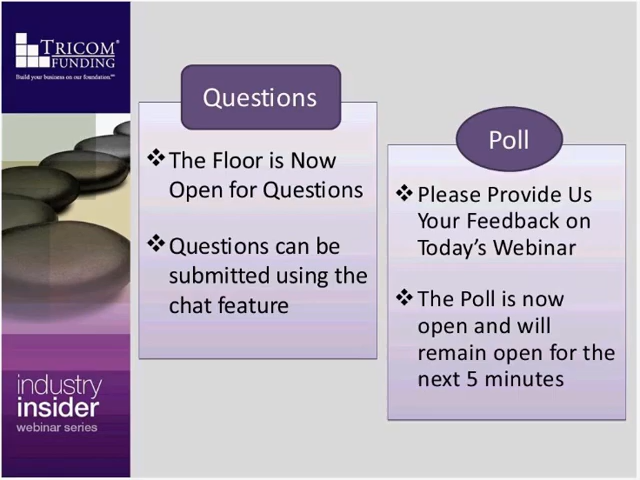 TRICOM®
FUNDING
Build your business on our foundation.℠
Questions
❖ The Floor is Now
Open for Questions
❖ Questions can be
submitted using the
chat feature
Poll
❖ Please Provide Us
Your Feedback on
Today’s Webinar
❖ The Poll is now
open and will
remain open for the
next 5 minutes
industry
insider
webinar series